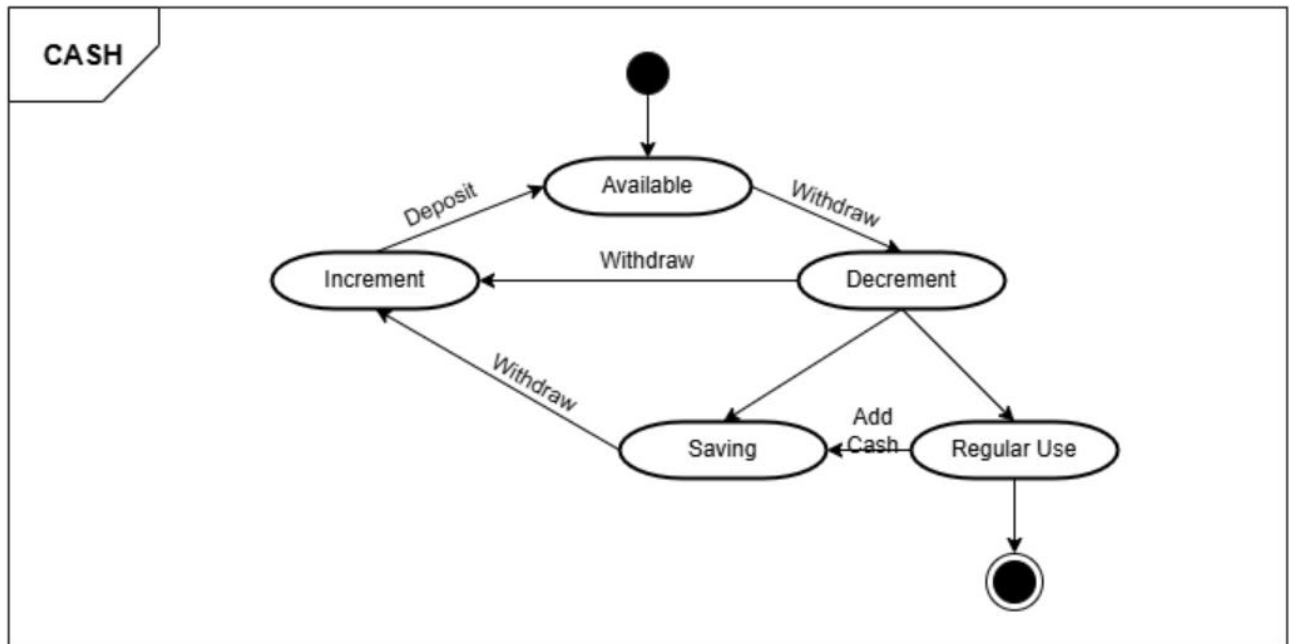 CASH
Available
Deposit
Withdraw
Increment
Withdraw
Decrement
Withdraw
Saving
Add
Cash
Regular Use